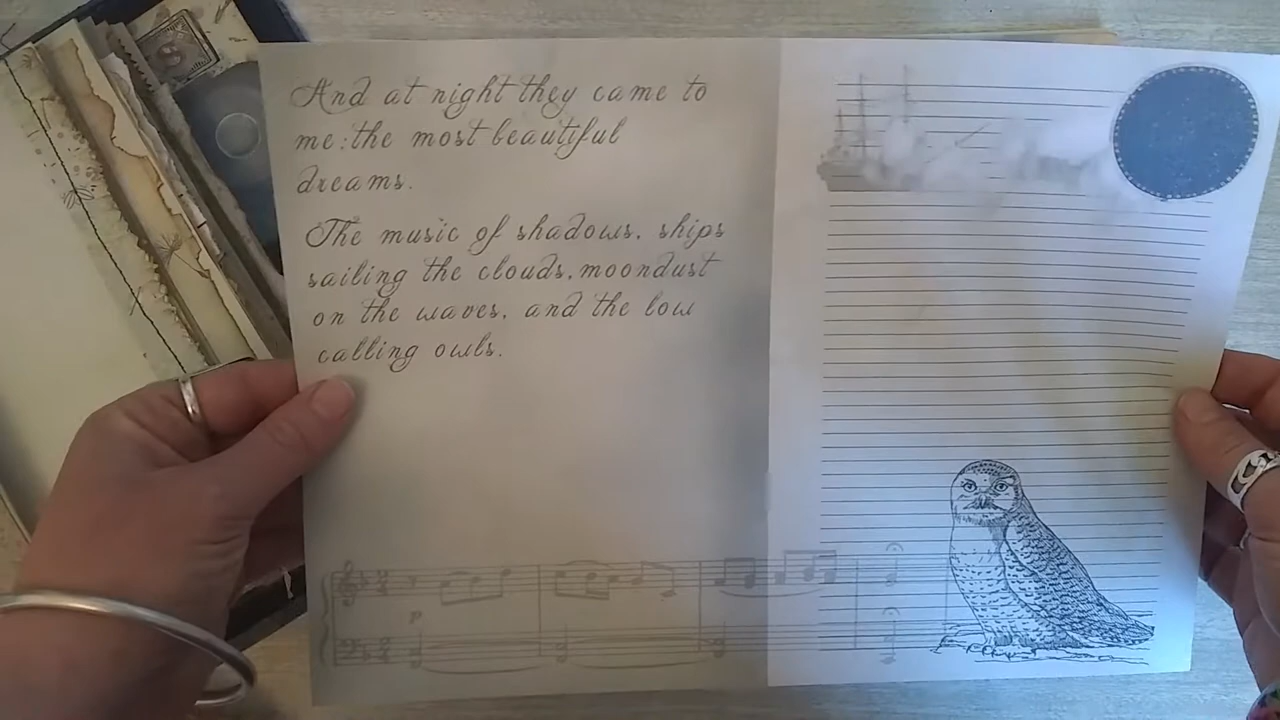 And at night they came to
me: the most beautiful
dreams.
The music of shadows, ships
sailing the clouds, moondust
on the waves, and the low
calling owls.
p